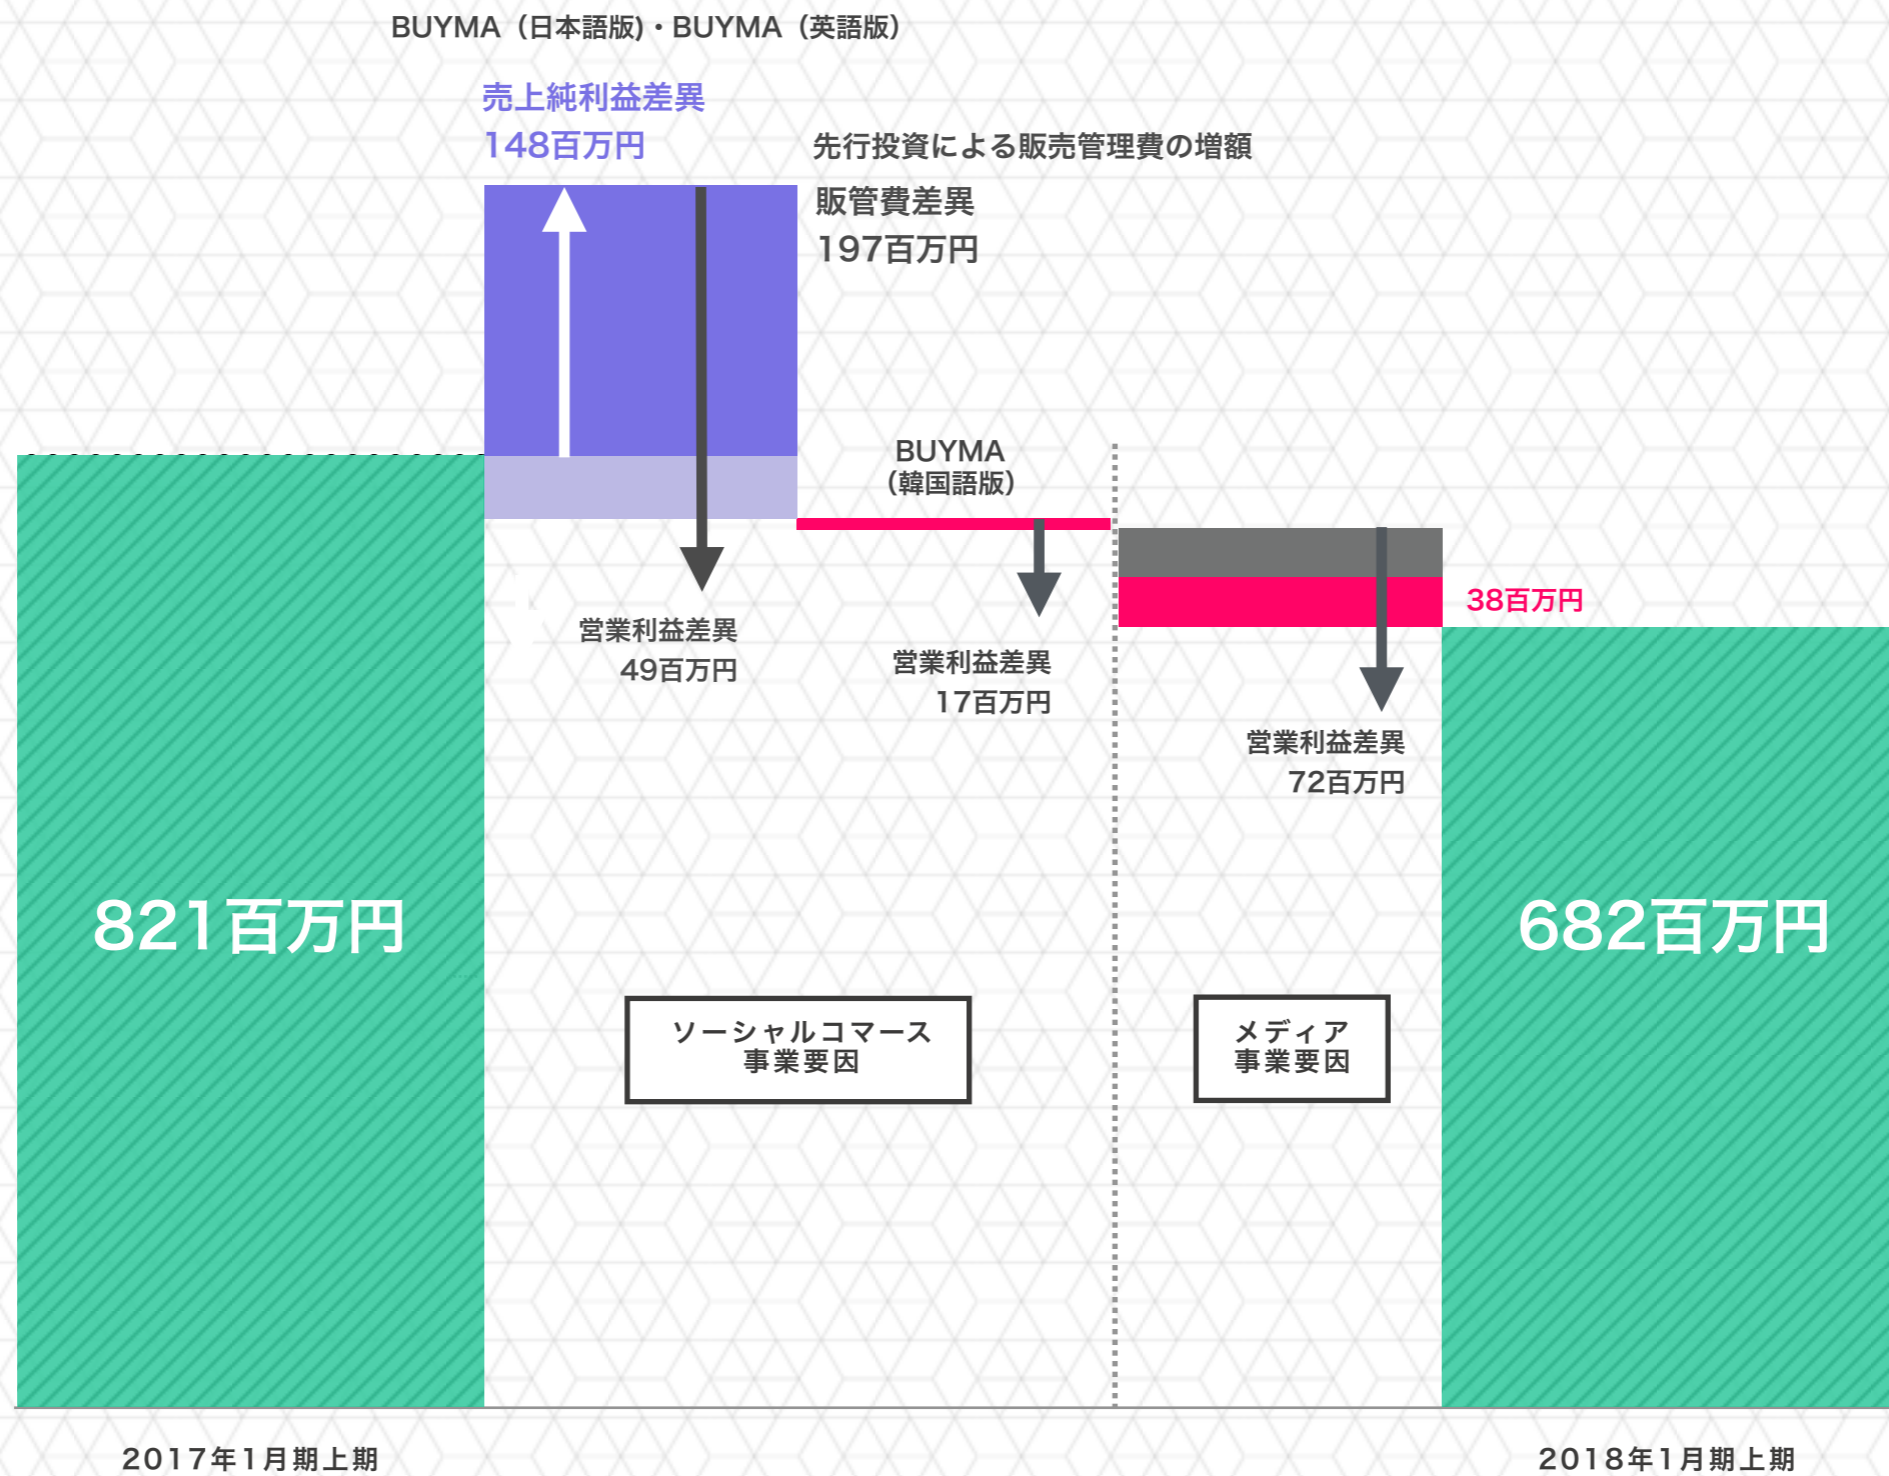 BUYMA（日本語版)・BUYMA（英語版）
売上純利益差異
148百万円
先行投資による販売管理費の増額
販管費差異
197百万円
BUYMA
（韓国語版）
38百万円
営業利益差異
49百万円
営業利益差異
17百万円
営業利益差異
72百万円
821百万円
682百万円
ソーシャルコマース
事業要因
メディア
事業要因
2017年1月期上期
2018年1月期上期